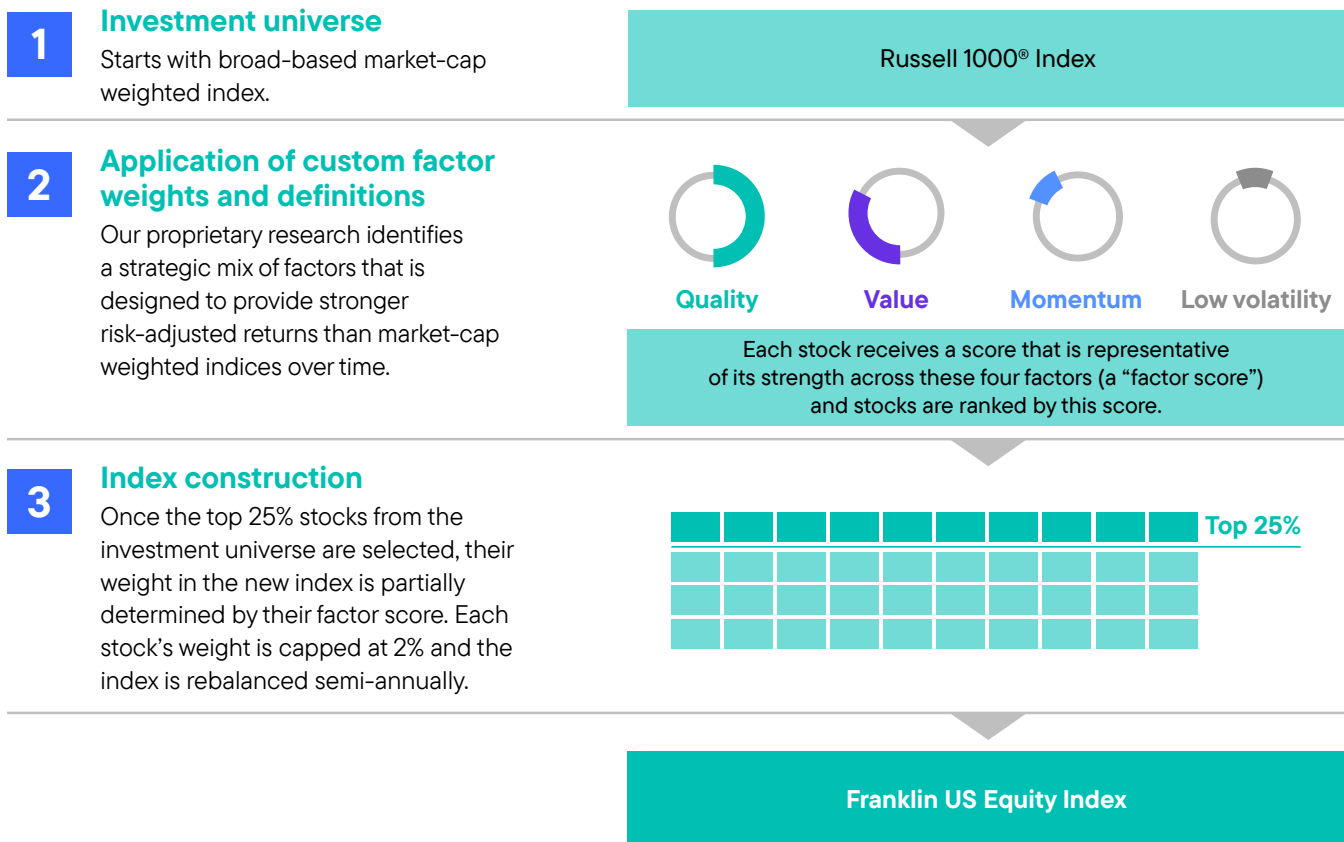 1
Investment universe
Starts with broad-based market-cap
weighted index.
Russell 1000® Index
2
Application of custom factor
weights and definitions
Our proprietary research identifies
a strategic mix of factors that is
designed to provide stronger
risk-adjusted returns than market-cap
weighted indices over time.
Quality
Value
Momentum
Low volatility
Each stock receives a score that is representative
of its strength across these four factors (a “factor score”)
and stocks are ranked by this score.
3
Index construction
Once the top 25% stocks from the
investment universe are selected, their
weight in the new index is partially
determined by their factor score. Each
stock’s weight is capped at 2% and the
index is rebalanced semi-annually.
Top 25%
Franklin US Equity Index